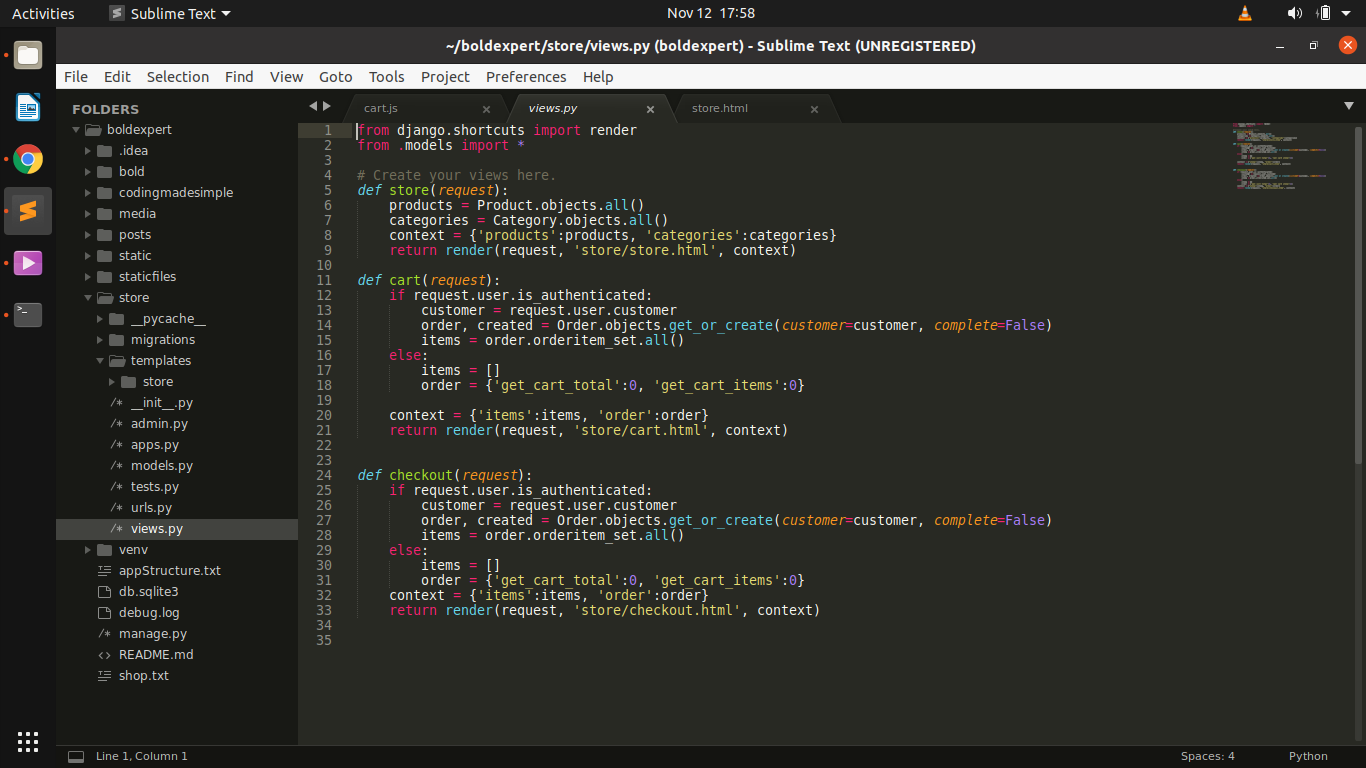 Activities Sublime Text Nov 12 17:58
~/boldexpert/store/views.py (boldexpert) - Sublime Text (UNREGISTERED)
File Edit Selection Find View Goto Tools Project Preferences Help
FOLDERS
boldexpert
.idea
bold
codingmadesimple
media
posts
static
staticfiles
store
__pycache__
migrations
templates
store
/* __init__.py
/* admin.py
/* apps.py
/* models.py
/* tests.py
/* urls.py
/* views.py
venv
appStructure.txt
db.sqlite3
debug.log
/* manage.py
<> README.md
shop.txt
cart.js × views.py × store.html ×
1 from django.shortcuts import render
2 from .models import *
3
4 # Create your views here.
5 def store(request):
6     products = Product.objects.all()
7     categories = Category.objects.all()
8     context = {'products':products, 'categories':categories}
9     return render(request, 'store/store.html', context)
10
11 def cart(request):
12     if request.user.is_authenticated:
13         customer = request.user.customer
14         order, created = Order.objects.get_or_create(customer=customer, complete=False)
15         items = order.orderitem_set.all()
16     else:
17         items = []
18         order = {'get_cart_total':0, 'get_cart_items':0}
19
20     context = {'items':items, 'order':order}
21     return render(request, 'store/cart.html', context)
22
23
24 def checkout(request):
25     if request.user.is_authenticated:
26         customer = request.user.customer
27         order, created = Order.objects.get_or_create(customer=customer, complete=False)
28         items = order.orderitem_set.all()
29     else:
30         items = []
31         order = {'get_cart_total':0, 'get_cart_items':0}
32     context = {'items':items, 'order':order}
33     return render(request, 'store/checkout.html', context)
34
35
Line 1, Column 1 Spaces: 4 Python